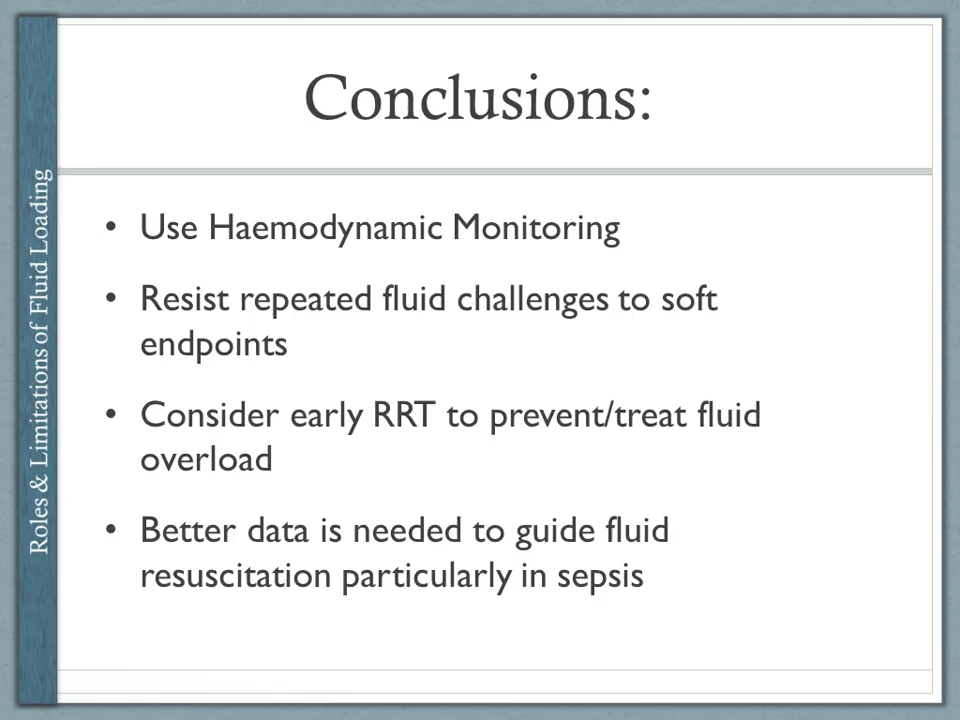 Conclusions:
Roles & Limitations of Fluid Loading
• Use Haemodynamic Monitoring
• Resist repeated fluid challenges to soft
endpoints
• Consider early RRT to prevent/treat fluid
overload
• Better data is needed to guide fluid
resuscitation particularly in sepsis